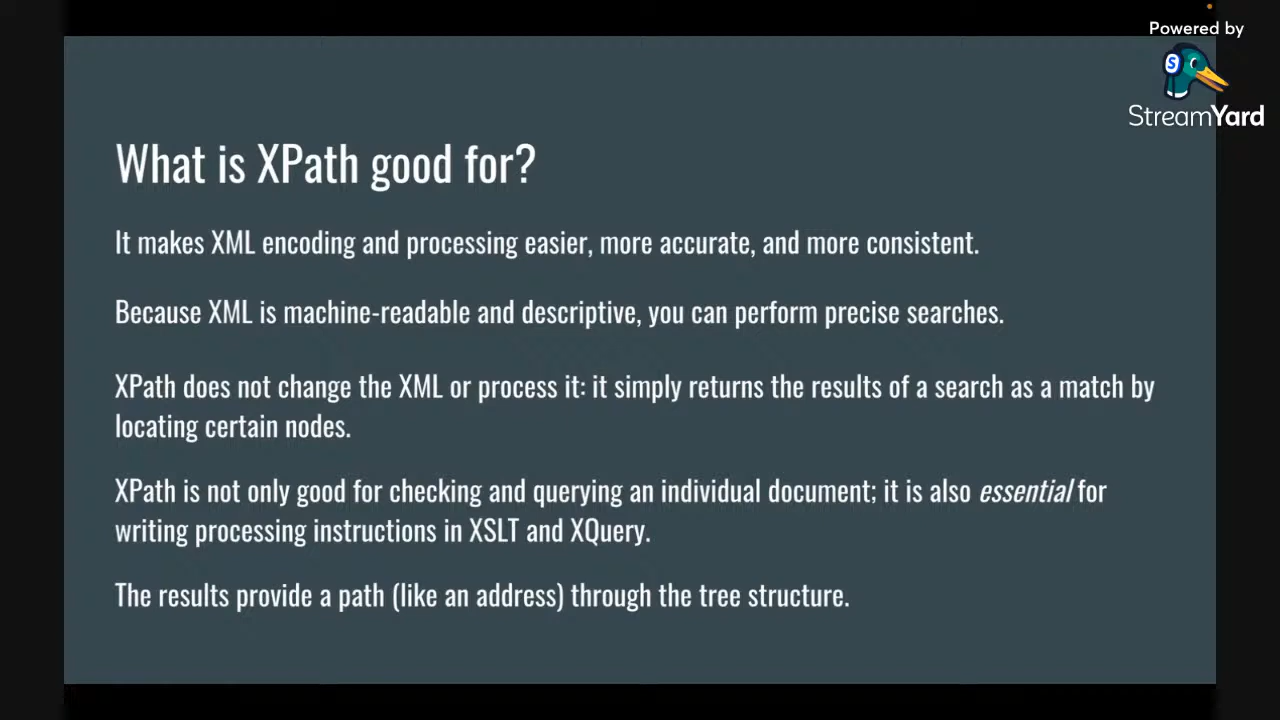 Powered by
StreamYard
What is XPath good for?
It makes XML encoding and processing easier, more accurate, and more consistent.
Because XML is machine-readable and descriptive, you can perform precise searches.
XPath does not change the XML or process it: it simply returns the results of a search as a match by
locating certain nodes.
XPath is not only good for checking and querying an individual document; it is also essential for
writing processing instructions in XSLT and XQuery.
The results provide a path (like an address) through the tree structure.